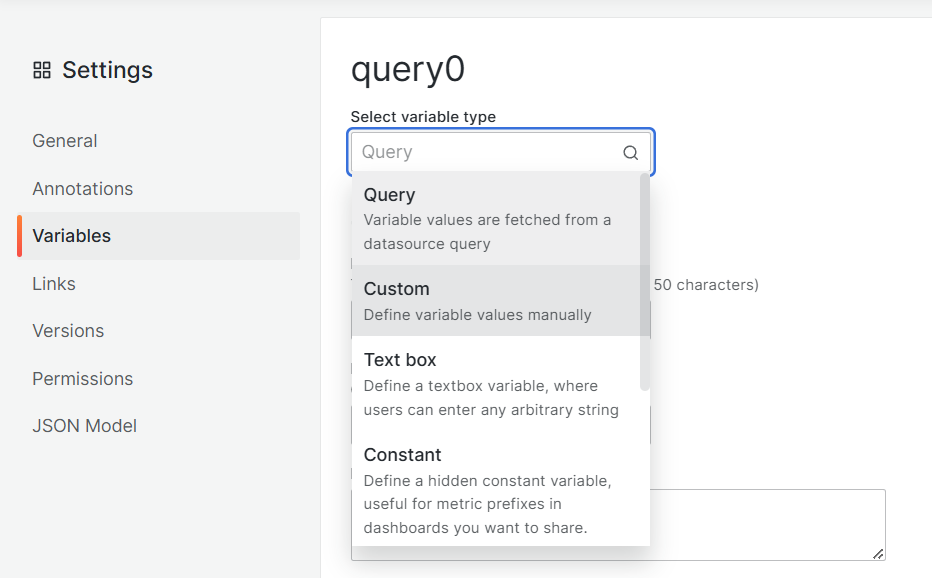 Settings
General
Annotations
Variables
Links
Versions
Permissions
JSON Model
query0
Select variable type
Query
Query
Variable values are fetched from a
datasource query
Custom
Define variable values manually
50 characters)
Text box
Define a textbox variable, where
users can enter any arbitrary string
Constant
Define a hidden constant variable,
useful for metric prefixes in
dashboards you want to share.